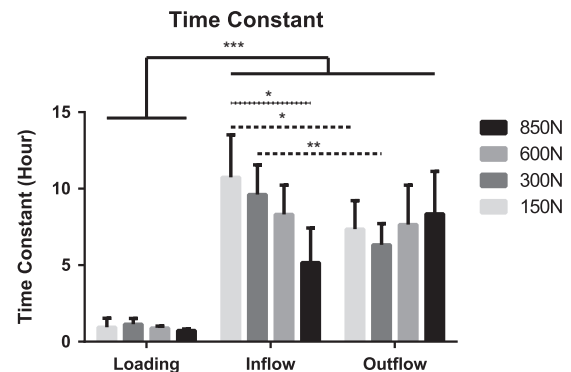 Time Constant
***
*
*
**
Time Constant (Hour)
15
10
5
0
Loading
Inflow
Outflow
850N
600N
300N
150N